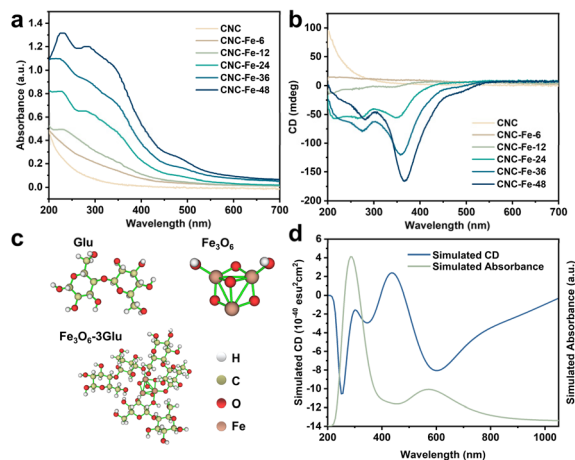 a
Absorbance (a.u.)
1.4
1.2
1.0
0.8
0.6
0.4
0.2
0.0
200 300 400 500 600 700
Wavelength (nm)
CNC
CNC-Fe-6
CNC-Fe-12
CNC-Fe-24
CNC-Fe-36
CNC-Fe-48
b
CD (mdeg)
100
50
0
-50
-100
-150
-200
200 300 400 500 600 700
Wavelength (nm)
CNC
CNC-Fe-6
CNC-Fe-12
CNC-Fe-24
CNC-Fe-36
CNC-Fe-48
c
Glu
Fe₃O₆
Fe₃O₆-3Glu
H
C
O
Fe
d
Simulated CD (10⁻⁴⁰ esu²cm²)
6
4
2
0
-2
-4
-6
-8
-10
-12
-14
200 400 600 800 1000
Wavelength (nm)
Simulated CD
Simulated Absorbance
Simulated Absorbance (a.u.)